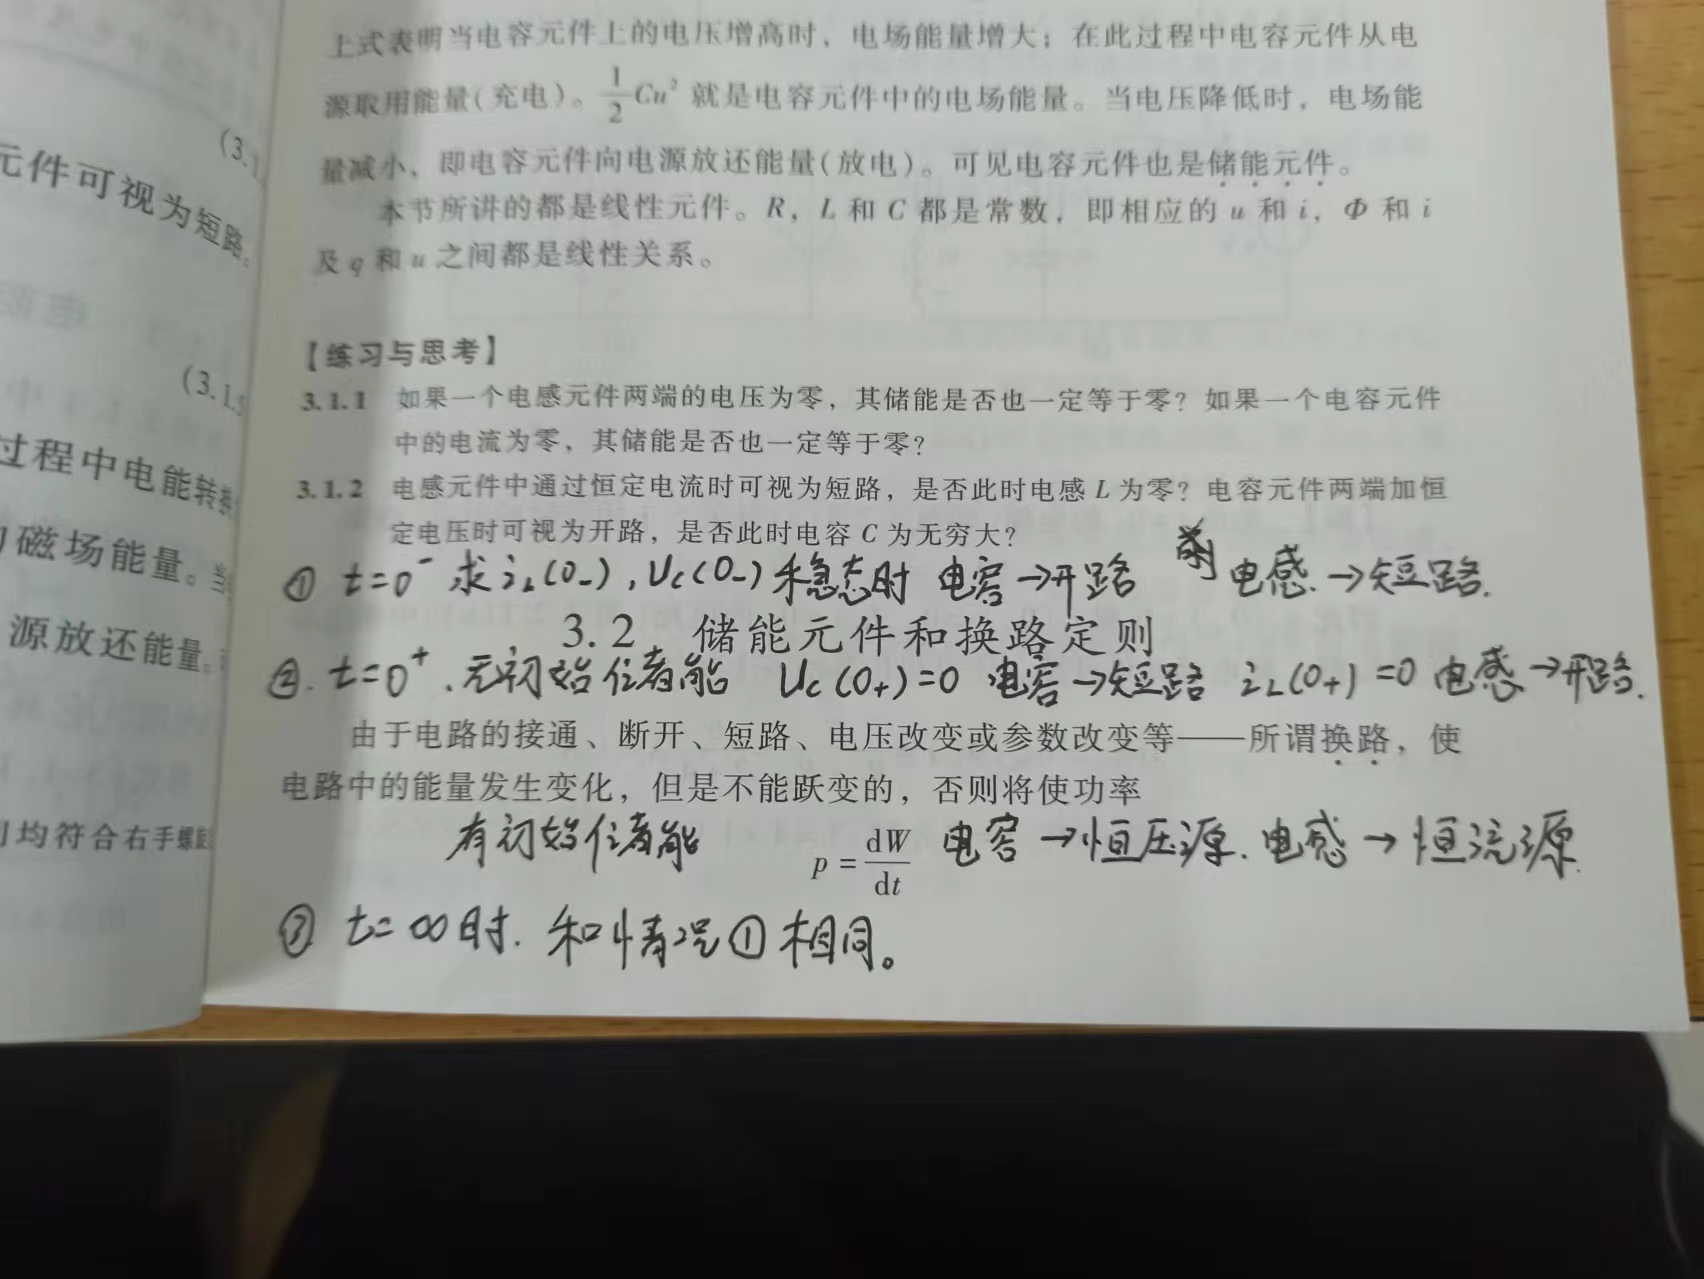 上式表明当电容元件上的电压增高时，电场能量增大；在此过程中电容元件从电
源取用能量(充电)。½Cu²就是电容元件中的电场能量。当电压降低时，电场能
量减小，即电容元件向电源放还能量(放电)。可见电容元件也是储能元件。
本节所讲的都是线性元件。R，L和C都是常数，即相应的u和i，Φ和i
及q和u之间都是线性关系。
【练习与思考】
3.1.1 如果一个电感元件两端的电压为零，其储能是否也一定等于零？如果一个电容元件
中的电流为零，其储能是否也一定等于零？
3.1.2 电感元件中通过恒定电流时可视为短路，是否此时电感L为零？电容元件两端加恒
定电压时可视为开路，是否此时电容C为无穷大？
① t=0⁻ 求iL(0-),Uc(0-) 稳态时 电容→开路 电感→短路.
3.2 储能元件和换路定则
②. t=0⁺. 无初始储能 Uc(0+)=0 电容→短路 iL(0+)=0 电感→开路.
由于电路的接通、断开、短路、电压改变或参数改变等——所谓换路，使
电路中的能量发生变化，但是不能跃变的，否则将使功率
有初始储能 p=dW/dt 电容→恒压源. 电感→恒流源.
③ t=∞时. 和情况①相同。
(3.1
元件可视为短路。
(3.1.
过程中电能转换
磁场能量。当
源放还能量。
均符合右手螺旋